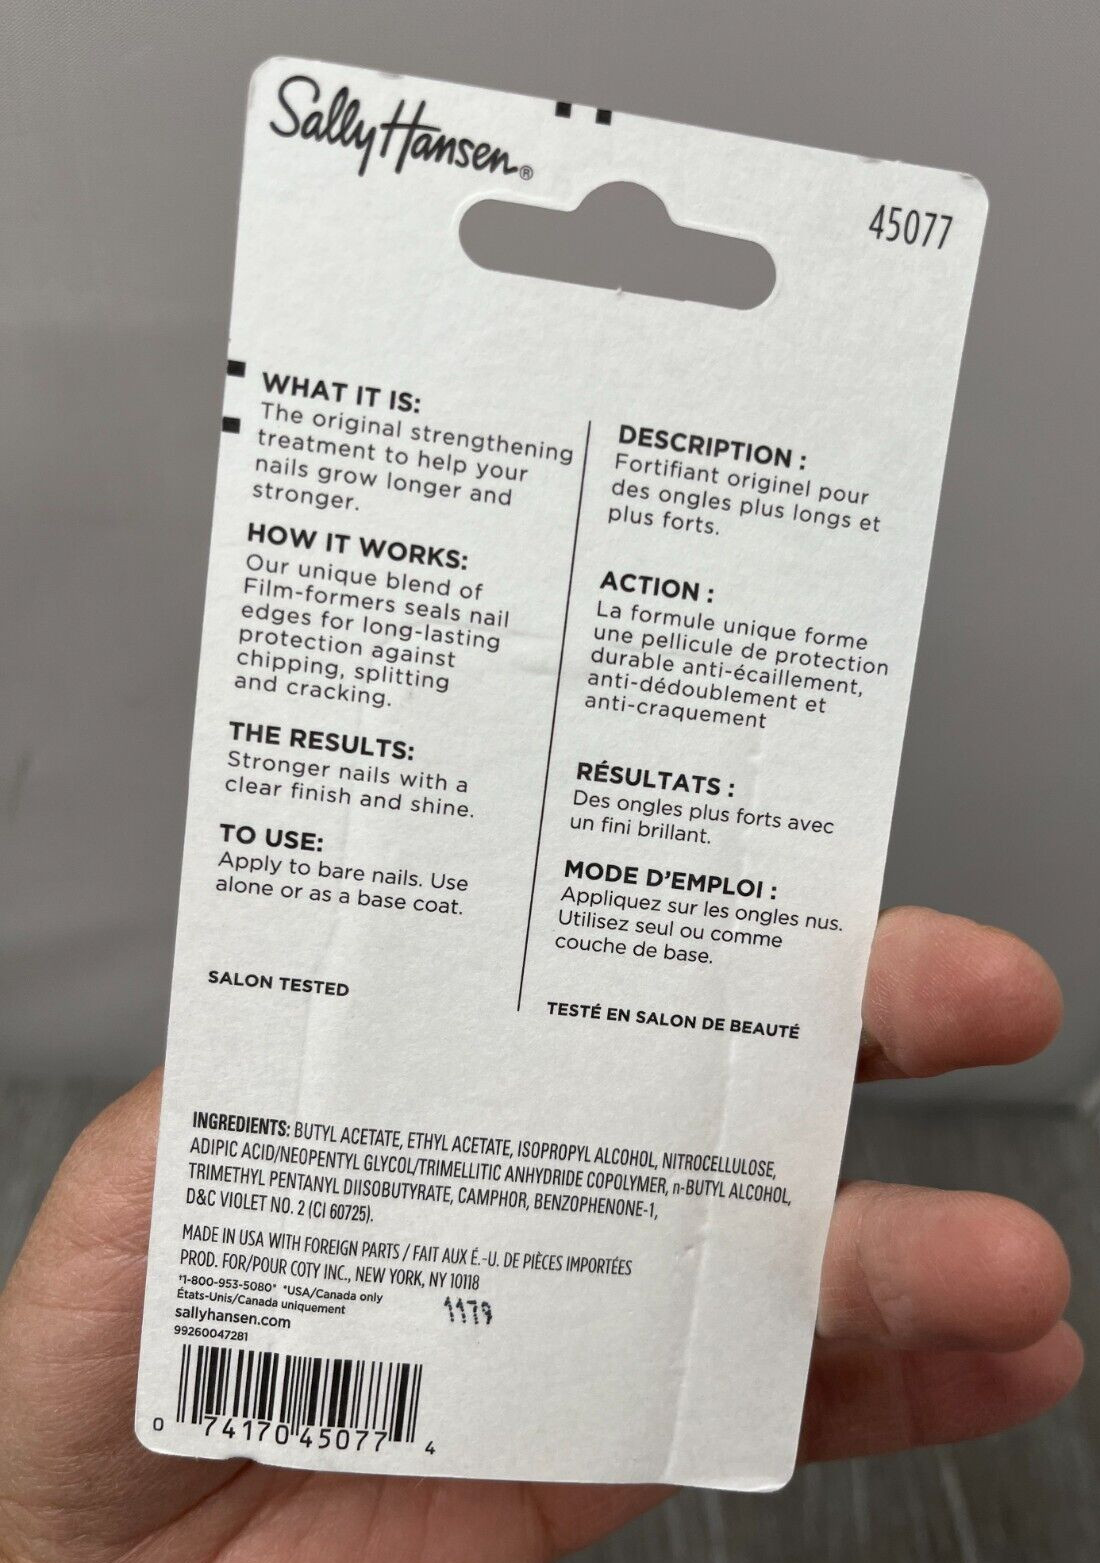 Sally Hansen®
45077
WHAT IT IS:
The original strengthening
treatment to help your
nails grow longer and
stronger.
HOW IT WORKS:
Our unique blend of
Film-formers seals nail
edges for long-lasting
protection against
chipping, splitting
and cracking.
THE RESULTS:
Stronger nails with a
clear finish and shine.
TO USE:
Apply to bare nails. Use
alone or as a base coat.
SALON TESTED
DESCRIPTION :
Fortifiant originel pour
des ongles plus longs et
plus forts.
ACTION :
La formule unique forme
une pellicule de protection
durable anti-écaillement,
anti-dédoublement et
anti-craquement
RÉSULTATS :
Des ongles plus forts avec
un fini brillant.
MODE D'EMPLOI :
Appliquez sur les ongles nus.
Utilisez seul ou comme
couche de base.
TESTÉ EN SALON DE BEAUTÉ
INGREDIENTS: BUTYL ACETATE, ETHYL ACETATE, ISOPROPYL ALCOHOL, NITROCELLULOSE,
ADIPIC ACID/NEOPENTYL GLYCOL/TRIMELLITIC ANHYDRIDE COPOLYMER, n-BUTYL ALCOHOL,
TRIMETHYL PENTANYL DIISOBUTYRATE, CAMPHOR, BENZOPHENONE-1,
D&C VIOLET NO. 2 (CI 60725).
MADE IN USA WITH FOREIGN PARTS / FAIT AUX É.-U. DE PIÈCES IMPORTÉES
PROD. FOR/POUR COTY INC., NEW YORK, NY 10118
*1-800-953-5080* *USA/Canada only
États-Unis/Canada uniquement
1179
sallyhansen.com
99260047281
0 74170 45077 4